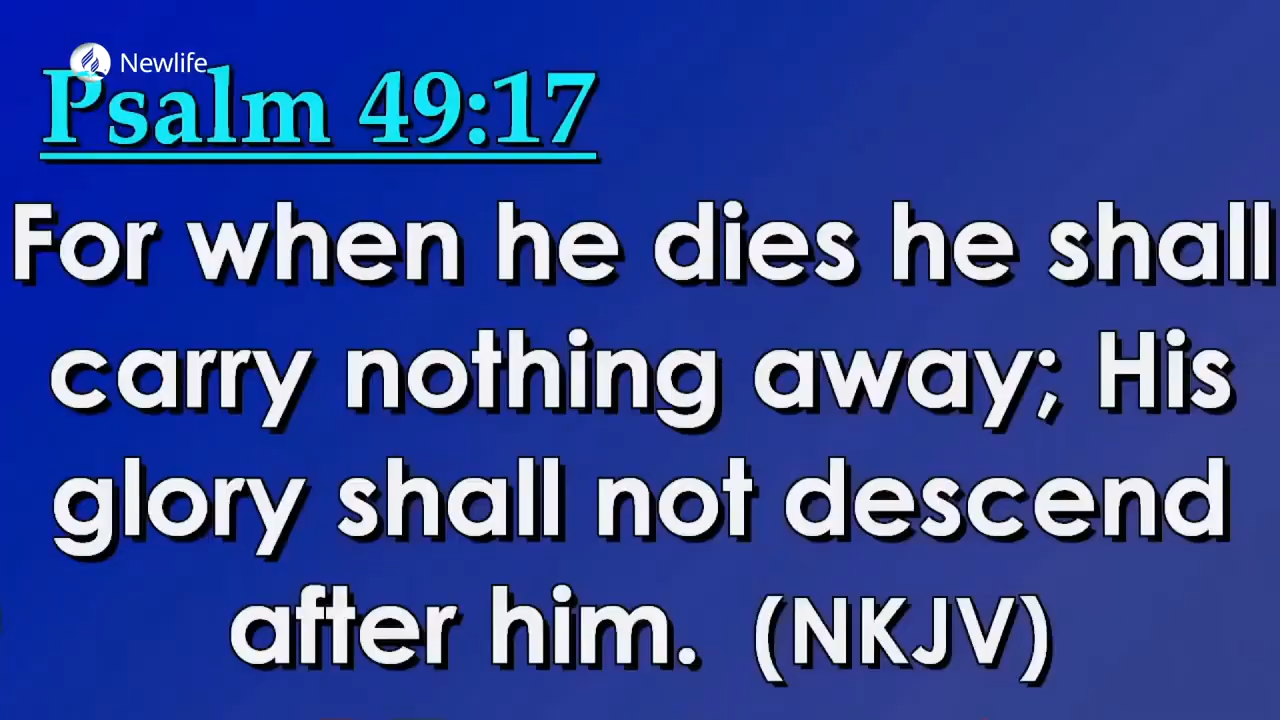 Newlife
Psalm 49:17
For when he dies he shall
carry nothing away; His
glory shall not descend
after him. (NKJV)